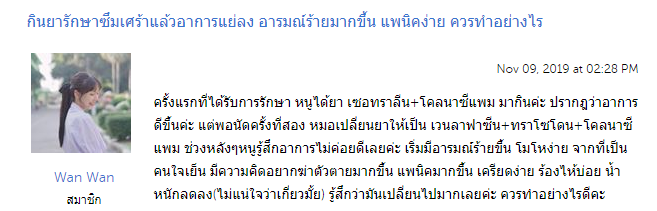 กินยารักษาซึมเศร้าแล้วอาการแย่ลง อารมณ์ร้ายมากขึ้น แพนิคง่าย ควรทำอย่างไร
Nov 09, 2019 at 02:28 PM
ครั้งแรกที่ได้รับการรักษา หนูได้ยา เซอทราลีน+โคลนาซีแพม มากินค่ะ ปรากฎว่าอาการ
ดีขึ้นค่ะ แต่พอนัดครั้งที่สอง หมอเปลี่ยนยาให้เป็น เวนลาฟาซีน+ทราโซโดน+โคลนาซี
แพม ช่วงหลังๆหนูรู้สึกอาการไม่ค่อยดีเลยค่ะ เริ่มมีอารมณ์ร้ายขึ้น โมโหง่าย จากที่เป็น
คนใจเย็น มีความคิดอยากฆ่าตัวตายมากขึ้น แพนิคมากขึ้น เครียดง่าย ร้องไห้บ่อย น้ำ
หนักลดลง(ไม่แน่ใจว่าเกี่ยวมั้ย) รู้สึกว่ามันเปลี่ยนไปมากเลยค่ะ ควรทำอย่างไรดีคะ
Wan Wan
สมาชิก